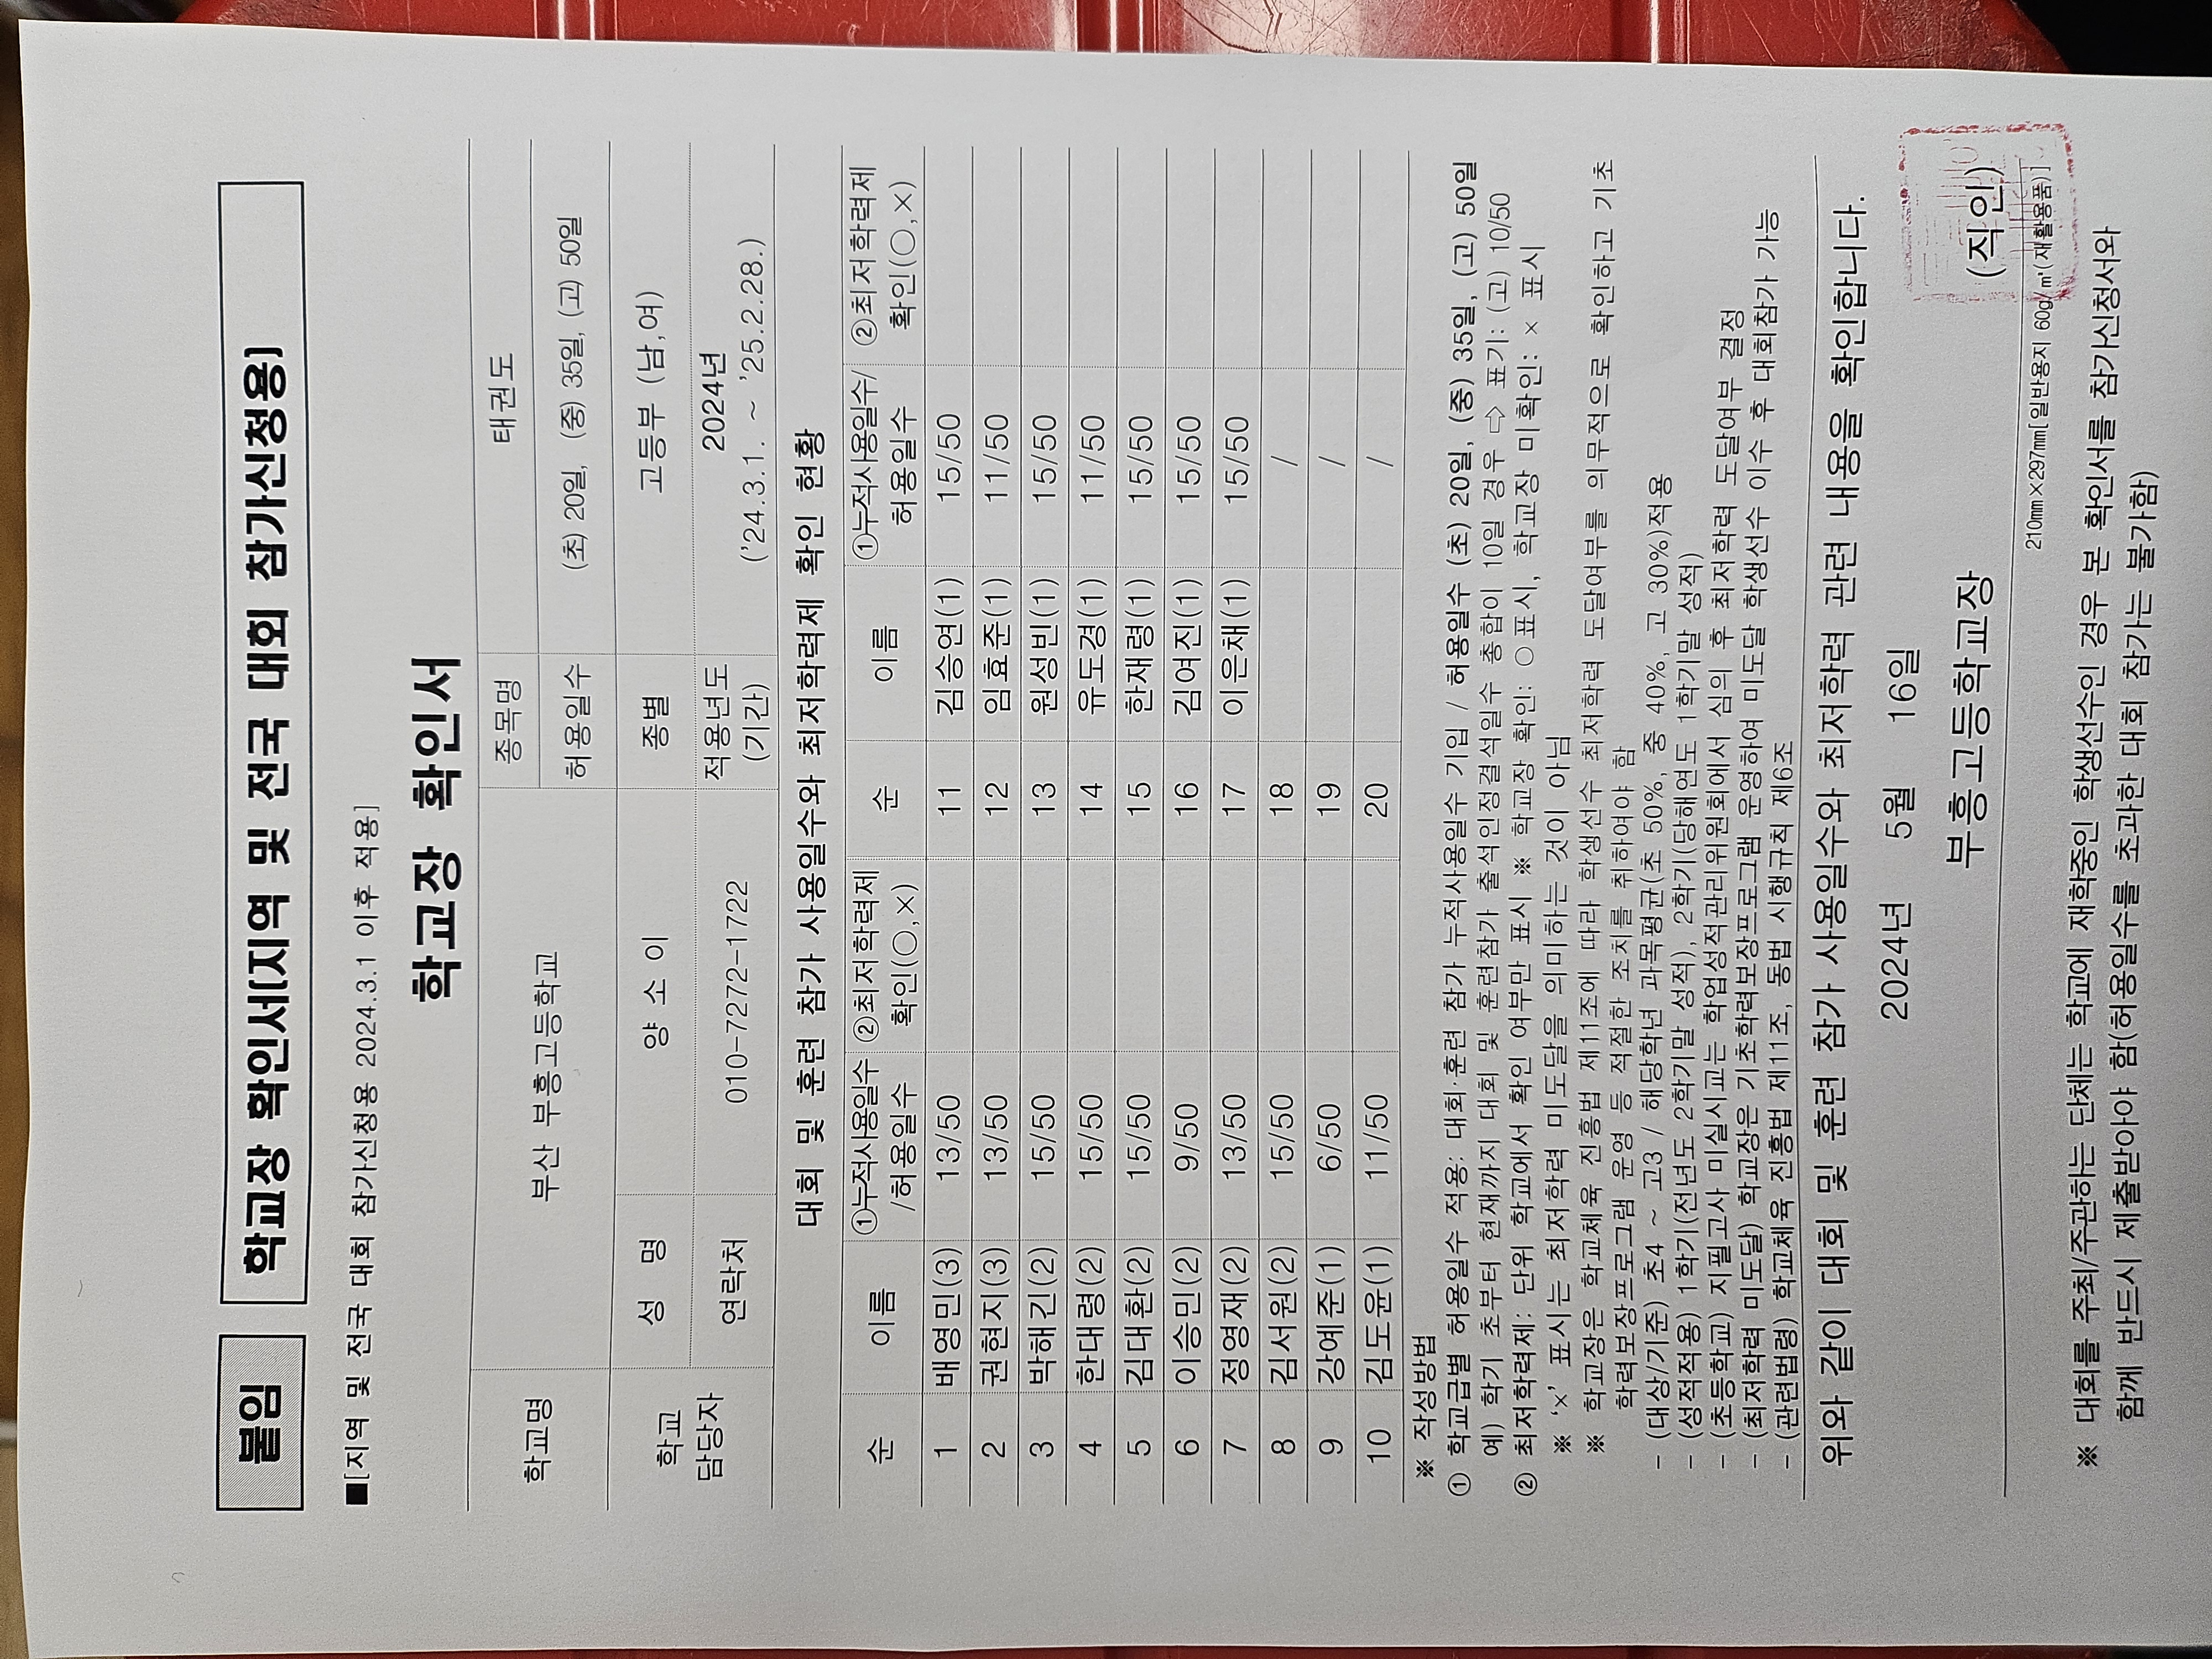 붙임
학교장 확인서(지역 및 전국 대회 참가신청용)
■[지역 및 전국 대회 참가신청용 2024.3.1 이후 적용]
학교장 확인서
학교명 부산 부흥고등학교 종목명 태권도
허용일수 (초) 20일, (중) 35일, (고) 50일
학교 담당자 성 명 양 소 이 종별 고등부 (남,여)
연락처 010-7272-1722 적용년도 (기간) 2024년 ('24.3.1. ~ '25.2.28.)
대회 및 훈련 참가 사용일수와 최저학력제 확인 현황
순 이름 ①누적사용일수/허용일수 ②최저학력제 확인(○,×) 순 이름 ①누적사용일수/허용일수 ②최저학력제 확인(○,×)
1 배영민(3) 13/50 11 김승연(1) 15/50
2 권현지(3) 13/50 12 임효준(1) 11/50
3 박해긴(2) 15/50 13 원성빈(1) 15/50
4 한대령(2) 15/50 14 유도경(1) 11/50
5 김대환(2) 15/50 15 한재령(1) 15/50
6 이승민(2) 9/50 16 김여진(1) 15/50
7 정영재(2) 13/50 17 이은채(1) 15/50
8 김서원(2) 15/50 18 /
9 강예준(1) 6/50 19 /
10 김도윤(1) 11/50 20 /
※ 작성방법
① 학교급별 허용일수 적용: 대회·훈련 참가 누적사용일수 기입 / 허용일수 (초) 20일, (중) 35일, (고) 50일
예) 학기 초부터 현재까지 대회 및 훈련참가 출석인정결석일수 총합이 10일 경우 ⇨ 표기: (고) 10/50
② 최저학력제: 단위 학교에서 확인 여부만 표시 ※ 학교장 확인: ○ 표시, 학교장 미확인: × 표시
※ '×' 표시는 최저학력 미도달을 의미하는 것이 아님
※ 학교장은 학교체육 진흥법 제11조에 따라 학생선수 최저학력 도달여부를 의무적으로 확인하고 기초
학력보장프로그램 운영 등 적절한 조치를 취하여야 함
- (대상/기준) 초4 ~ 고3 / 해당학년 과목평균(초 50%, 중 40%, 고 30%)적용
- (성적적용) 1학기(전년도 2학기말 성적), 2학기(당해연도 1학기말 성적)
- (초등학교) 지필고사 미실시교는 학업성적관리위원회에서 심의 후 최저학력 도달여부 결정
- (최저학력 미도달) 학교장은 기초학력보장프로그램 운영하여 미도달 학생선수 이수 후 대회참가 가능
- (관련법령) 학교체육 진흥법 제11조, 동법 시행규칙 제6조
위와 같이 대회 및 훈련 참가 사용일수와 최저학력 관련 내용을 확인합니다.
2024년 5월 16일
부흥고등학교장 (직인)
210mm×297mm[일반용지 60g/㎡(재활용품)]
※ 대회를 주최/주관하는 단체는 학교에 재학중인 학생선수인 경우 본 확인서를 참가신청서와
함께 반드시 제출받아야 함(허용일수를 초과한 대회 참가는 불가함)